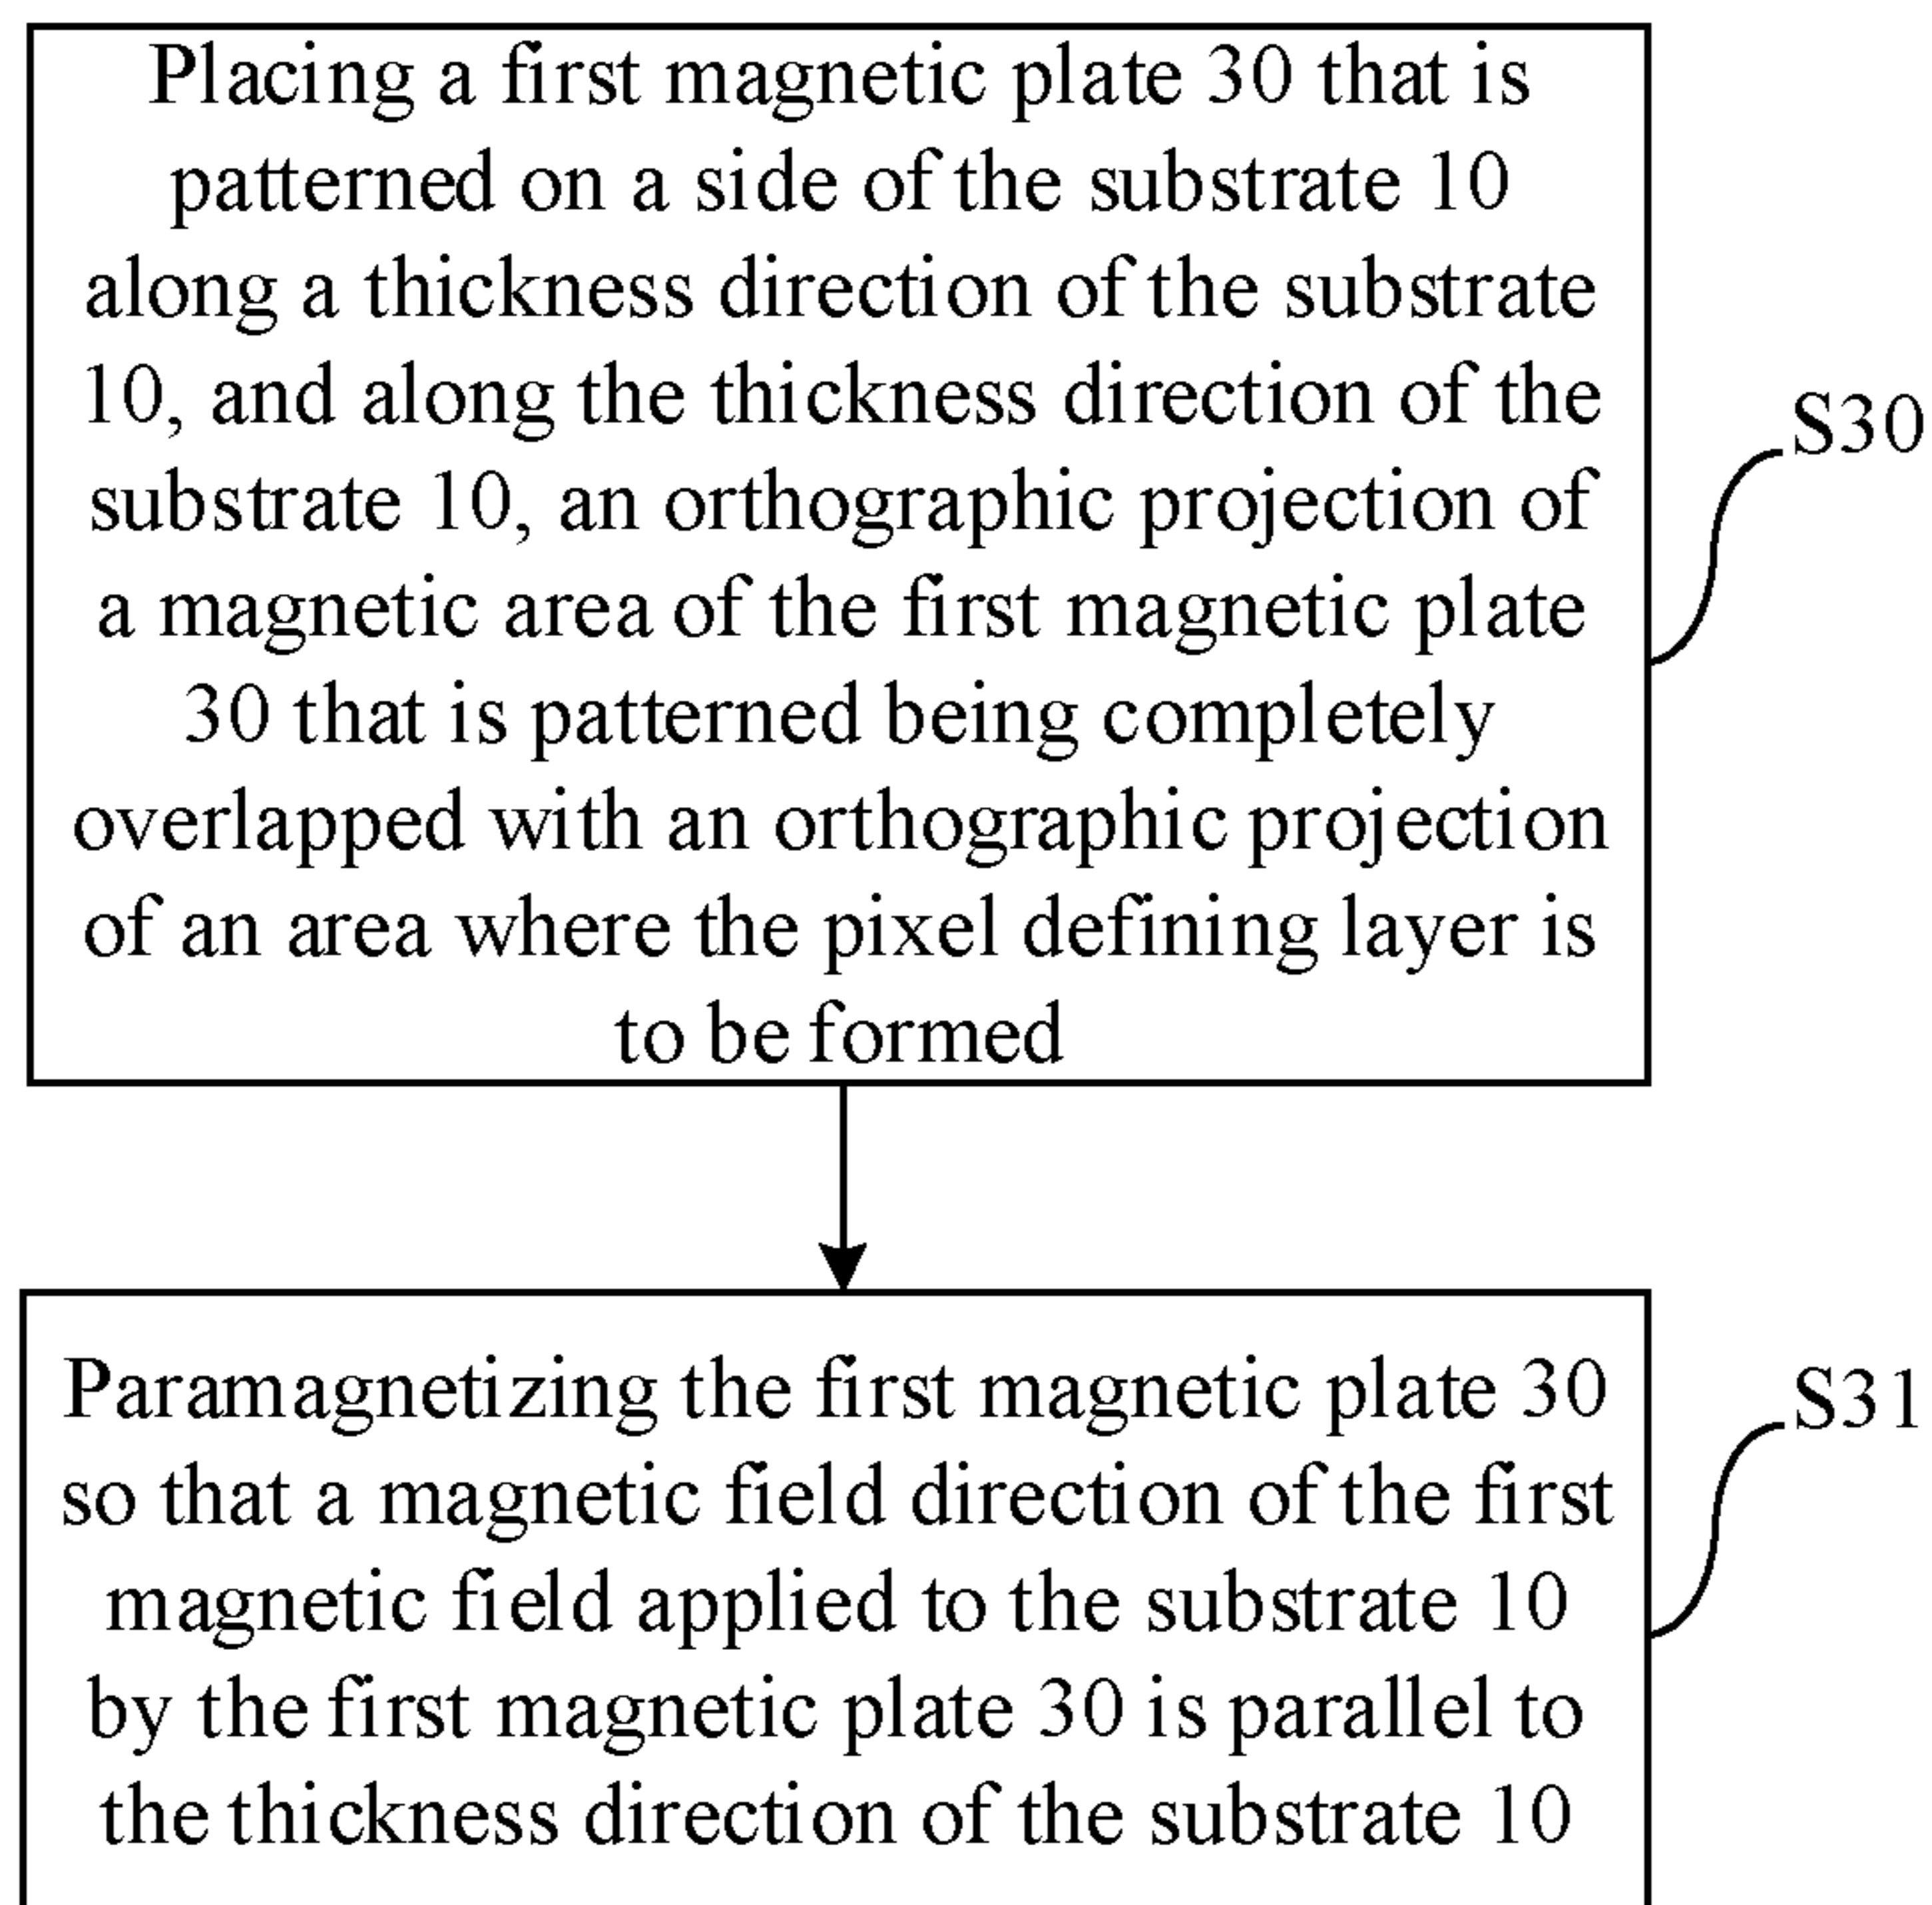 Placing a first magnetic plate 30 that is
patterned on a side of the substrate 10
along a thickness direction of the substrate
10, and along the thickness direction of the
substrate 10, an orthographic projection of
a magnetic area of the first magnetic plate
30 that is patterned being completely
overlapped with an orthographic projection
of an area where the pixel defining layer is
to be formed
S30
Paramagnetizing the first magnetic plate 30
so that a magnetic field direction of the first
magnetic field applied to the substrate 10
by the first magnetic plate 30 is parallel to
the thickness direction of the substrate 10
S31